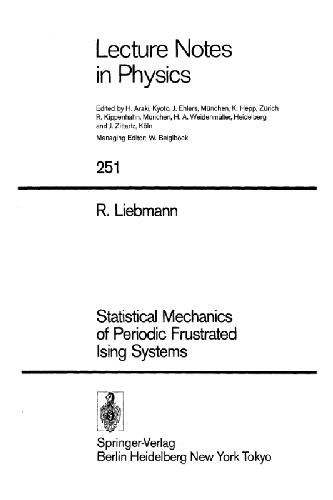 Lecture Notes
in Physics
Edited by H. Araki, Kyoto, J. Ehlers, München, K. Hepp, Zürich
R. Kippenhahn, München, H. A. Weidenmüller, Heidelberg
and J. Zittartz, Köln
Managing Editor: W. Beiglböck
251
R. Liebmann
Statistical Mechanics
of Periodic Frustrated
Ising Systems
Springer-Verlag
Berlin Heidelberg New York Tokyo